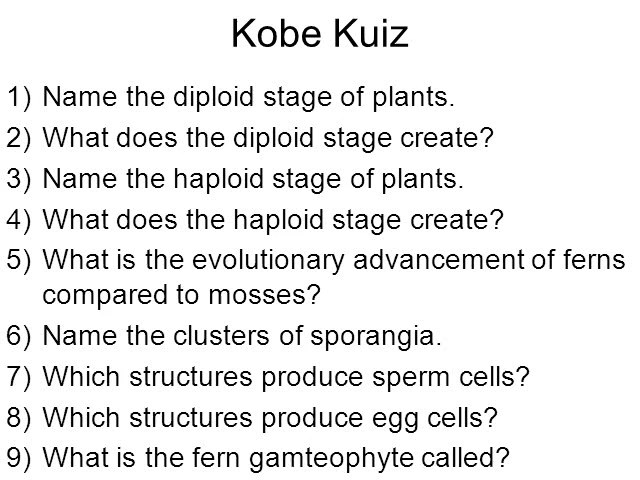 Kobe Kuiz
1) Name the diploid stage of plants.
2) What does the diploid stage create?
3) Name the haploid stage of plants.
4) What does the haploid stage create?
5) What is the evolutionary advancement of ferns
compared to mosses?
6) Name the clusters of sporangia.
7) Which structures produce sperm cells?
8) Which structures produce egg cells?
9) What is the fern gamteophyte called?